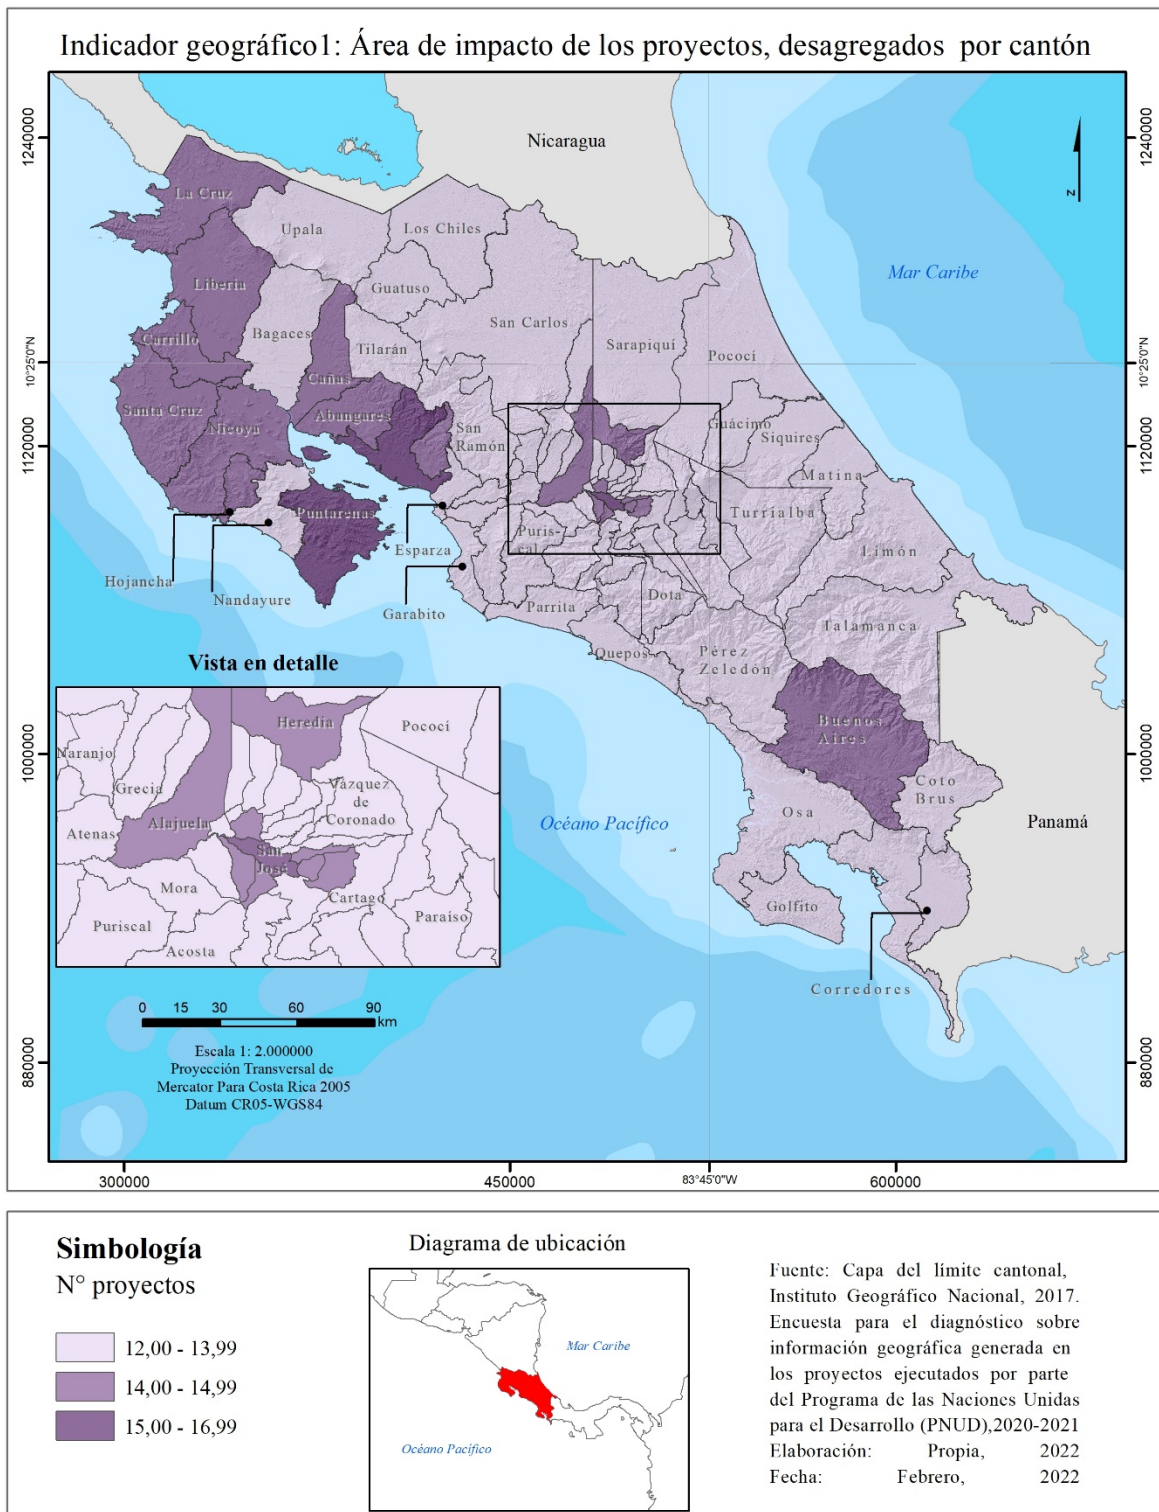 Indicador geográfico1: Área de impacto de los proyectos, desagregados por cantón
1240000
1120000
1000000
880000
10°25'0"N
1240000
10°25'0"N
1120000
1000000
880000
300000
450000
83°45'0"W
600000
Nicaragua
Mar Caribe
N
La Cruz
Upala
Los Chiles
Liberia
Guatuso
Bagaces
San Carlos
Carrillo
Tilarán
Sarapiquí
Pococí
Cañas
Santa Cruz
Abangares
Nicoya
San
Ramón
Guácimo
Siquires
Matina
Puntarenas
Turrialba
Puris-
cal
Esparza
Limón
Hojancha
Nandayure
Garabito
Parrita
Dota
Talamanca
Quepos
Pérez
Zeledón
Buenos
Aires
Coto
Brus
Osa
Panamá
Océano Pacífico
Golfito
Corredores
Vista en detalle
Heredia
Pococí
Naranjo
Grecia
Vázquez
de
Coronado
Alajuela
Atenas
San
José
Mora
Cartago
Puriscal
Paraíso
Acosta
0 15 30 60 90
km
Escala 1: 2.000000
Proyección Transversal de
Mercator Para Costa Rica 2005
Datum CR05-WGS84
Simbología
N° proyectos
12,00 - 13,99
14,00 - 14,99
15,00 - 16,99
Diagrama de ubicación
Mar Caribe
Océano Pacífico
Fuente: Capa del límite cantonal,
Instituto Geográfico Nacional, 2017.
Encuesta para el diagnóstico sobre
información geográfica generada en
los proyectos ejecutados por parte
del Programa de las Naciones Unidas
para el Desarrollo (PNUD),2020-2021
Elaboración: Propia, 2022
Fecha: Febrero, 2022